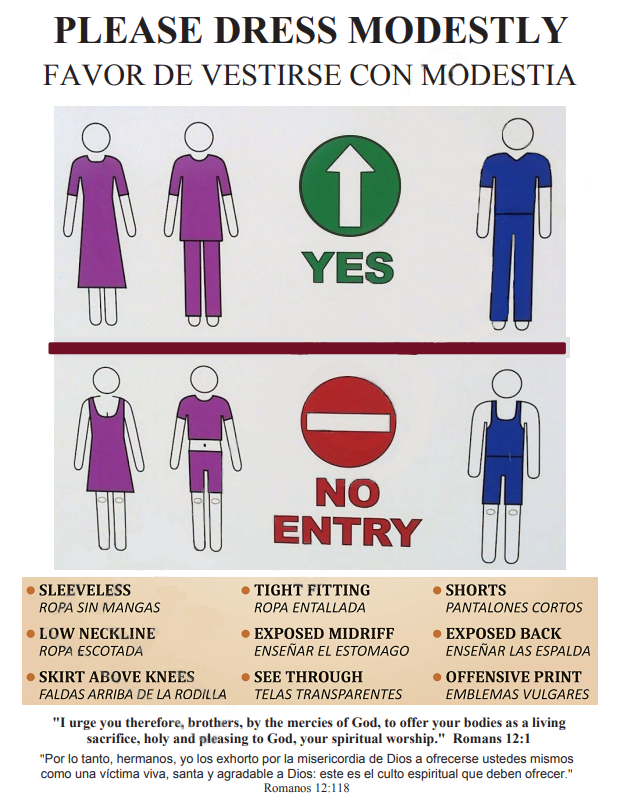 PLEASE DRESS MODESTLY
FAVOR DE VESTIRSE CON MODESTIA
YES
NO
ENTRY
• SLEEVELESS
ROPA SIN MANGAS
• TIGHT FITTING
ROPA ENTALLADA
• SHORTS
PANTALONES CORTOS
• LOW NECKLINE
ROPA ESCOTADA
• EXPOSED MIDRIFF
ENSEÑAR EL ESTOMAGO
• EXPOSED BACK
ENSEÑAR LAS ESPALDA
• SKIRT ABOVE KNEES
FALDAS ARRIBA DE LA RODILLA
• SEE THROUGH
TELAS TRANSPARENTES
• OFFENSIVE PRINT
EMBLEMAS VULGARES
"I urge you therefore, brothers, by the mercies of God, to offer your bodies as a living
sacrifice, holy and pleasing to God, your spiritual worship." Romans 12:1
"Por lo tanto, hermanos, yo los exhorto por la misericordia de Dios a ofrecerse ustedes mismos
como una víctima viva, santa y agradable a Dios: este es el culto espiritual que deben ofrecer."
Romanos 12:118